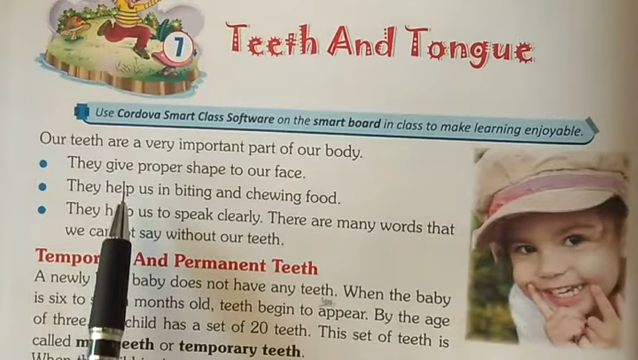 7
Teeth And Tongue
Use Cordova Smart Class Software on the smart board in class to make learning enjoyable.
Our teeth are a very important part of our body.
• They give proper shape to our face.
• They help us in biting and chewing food.
• They h p us to speak clearly. There are many words that
we can t say without our teeth.
Tempor And Permanent Teeth
A newly baby does not have any teeth. When the baby
is six to months old, teeth begin to appear. By the age
of three child has a set of 20 teeth. This set of teeth is
called m teeth or temporary teeth.